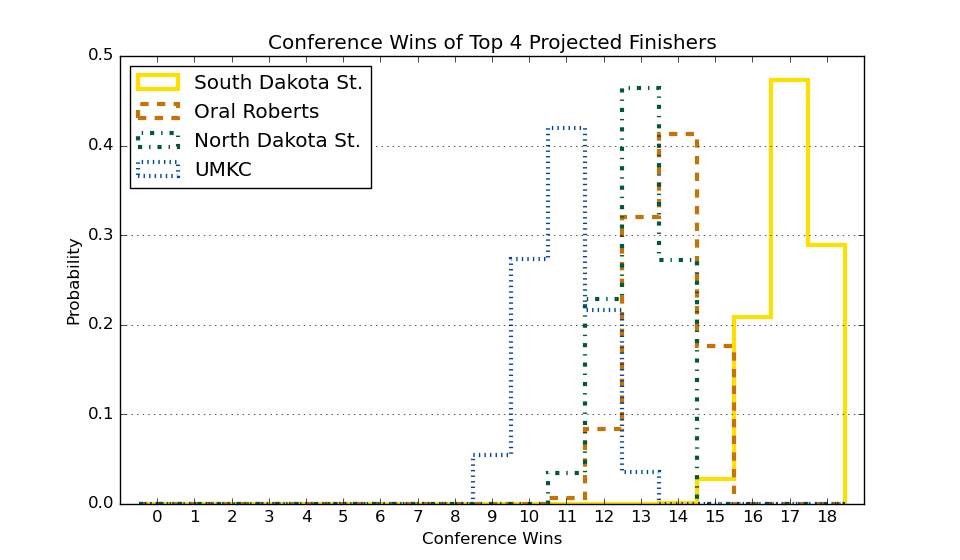 Conference Wins of Top 4 Projected Finishers
0.5
0.4
0.3
0.2
0.1
0.0
Probability
South Dakota St.
Oral Roberts
North Dakota St.
UMKC
0 1 2 3 4 5 6 7 8 9 10 11 12 13 14 15 16 17 18
Conference Wins